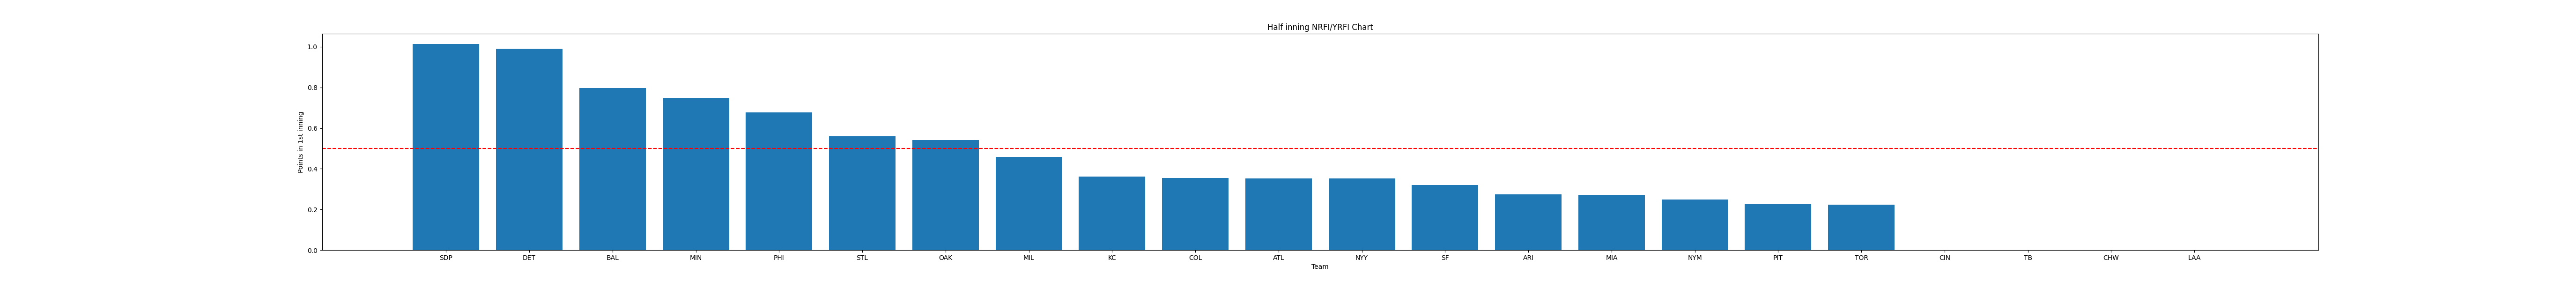 Half inning NRFI/YRFI Chart
Points in 1st inning
1.0
0.8
0.6
0.4
0.2
0.0
SDP DET BAL MIN PHI STL OAK MIL KC COL ATL NYY SF ARI MIA NYM PIT TOR CIN TB CHW LAA
Team